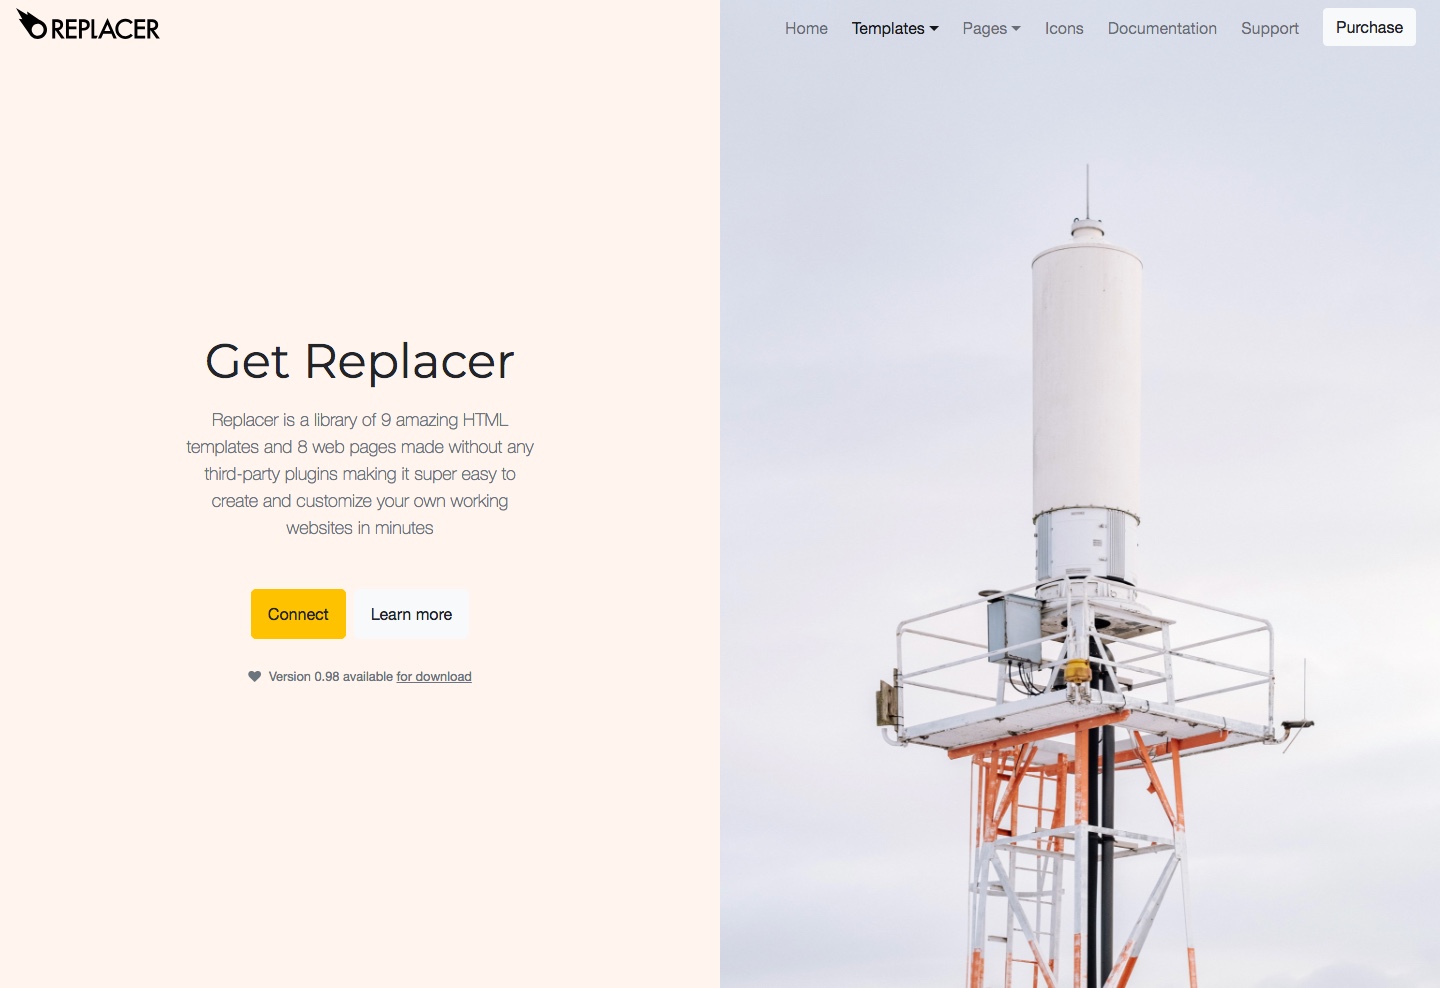 REPLACER
Home Templates Pages Icons Documentation Support Purchase
Get Replacer
Replacer is a library of 9 amazing HTML
templates and 8 web pages made without any
third-party plugins making it super easy to
create and customize your own working
websites in minutes
Connect Learn more
Version 0.98 available for download